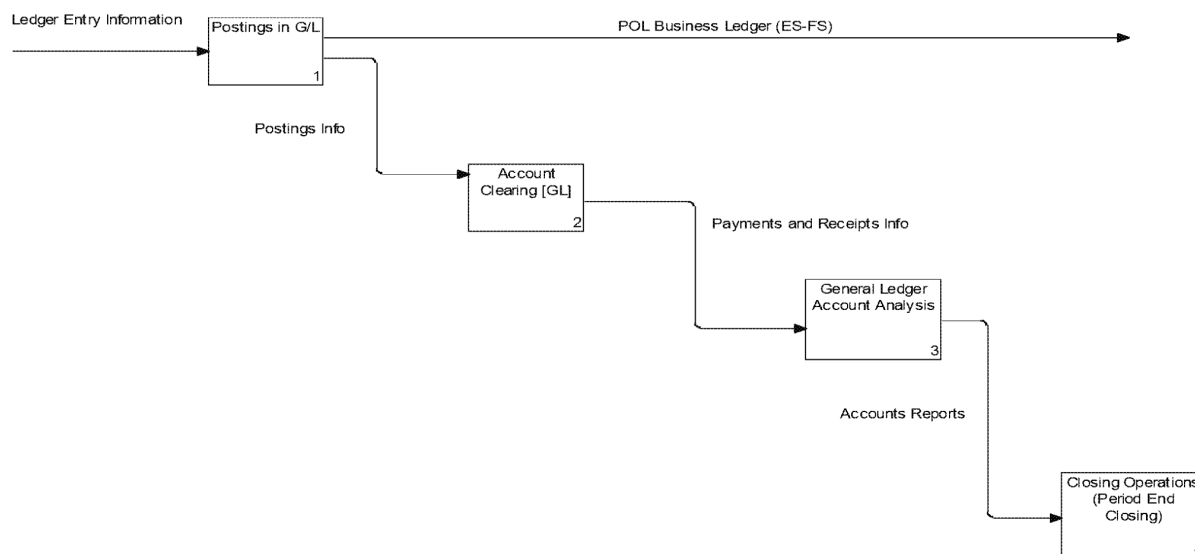 Ledger Entry Information
Postings in G/L
1
POL Business Ledger (ES-FS)
Postings Info
Account
Clearing [GL]
2
Payments and Receipts Info
General Ledger
Account Analysis
3
Accounts Reports
Closing Operations
(Period End
Closing)